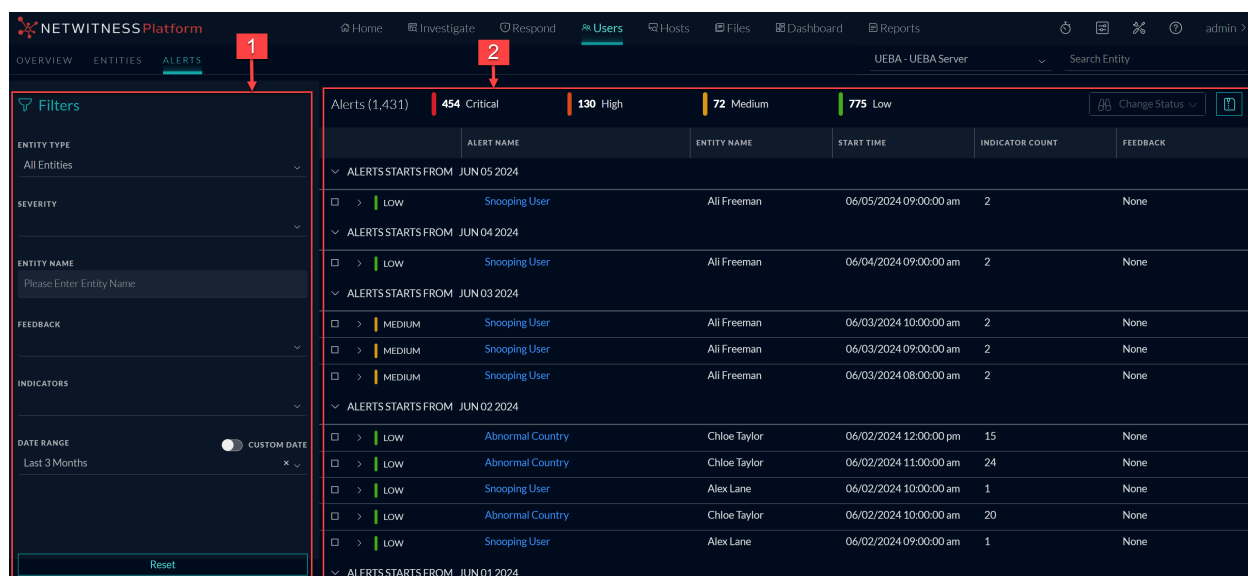 NETWITNESS Platform
Home Investigate Respond Users Hosts Files Dashboard Reports admin
1
2
OVERVIEW ENTITIES ALERTS
UEBA - UEBA Server Search Entity
Filters
ENTITY TYPE
All Entities
SEVERITY
ENTITY NAME
Please Enter Entity Name
FEEDBACK
INDICATORS
DATE RANGE CUSTOM DATE
Last 3 Months
Reset
Alerts (1,431) 454 Critical 130 High 72 Medium 775 Low Change Status
ALERT NAME ENTITY NAME START TIME INDICATOR COUNT FEEDBACK
ALERTS STARTS FROM JUN 05 2024
LOW Snooping User Ali Freeman 06/05/2024 09:00:00 am 2 None
ALERTS STARTS FROM JUN 04 2024
LOW Snooping User Ali Freeman 06/04/2024 09:00:00 am 2 None
ALERTS STARTS FROM JUN 03 2024
MEDIUM Snooping User Ali Freeman 06/03/2024 10:00:00 am 2 None
MEDIUM Snooping User Ali Freeman 06/03/2024 09:00:00 am 2 None
MEDIUM Snooping User Ali Freeman 06/03/2024 08:00:00 am 2 None
ALERTS STARTS FROM JUN 02 2024
LOW Abnormal Country Chloe Taylor 06/02/2024 12:00:00 pm 15 None
LOW Abnormal Country Chloe Taylor 06/02/2024 11:00:00 am 24 None
LOW Snooping User Alex Lane 06/02/2024 10:00:00 am 1 None
LOW Abnormal Country Chloe Taylor 06/02/2024 10:00:00 am 20 None
LOW Snooping User Alex Lane 06/02/2024 09:00:00 am 1 None
ALERTS STARTS FROM JUN 01 2024